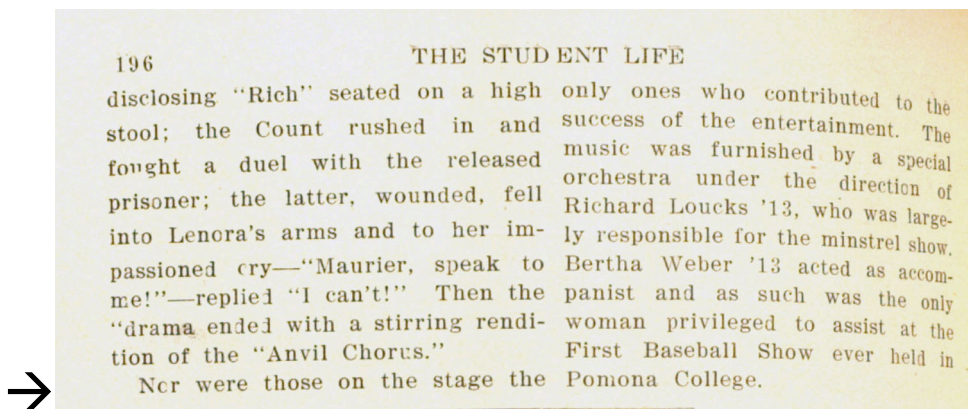 196
THE STUDENT LIFE
disclosing "Rich" seated on a high
stool; the Count rushed in and
fought a duel with the released
prisoner; the latter, wounded, fell
into Lenora's arms and to her im-
passioned cry—"Maurier, speak to
me!"—replied "I can't!" Then the
"drama ended with a stirring rendi-
tion of the "Anvil Chorus."
Nor were those on the stage the
only ones who contributed to the
success of the entertainment. The
music was furnished by a special
orchestra under the direction of
Richard Loucks '13, who was large-
ly responsible for the minstrel show.
Bertha Weber '13 acted as accom-
panist and as such was the only
woman privileged to assist at the
First Baseball Show ever held in
Pomona College.